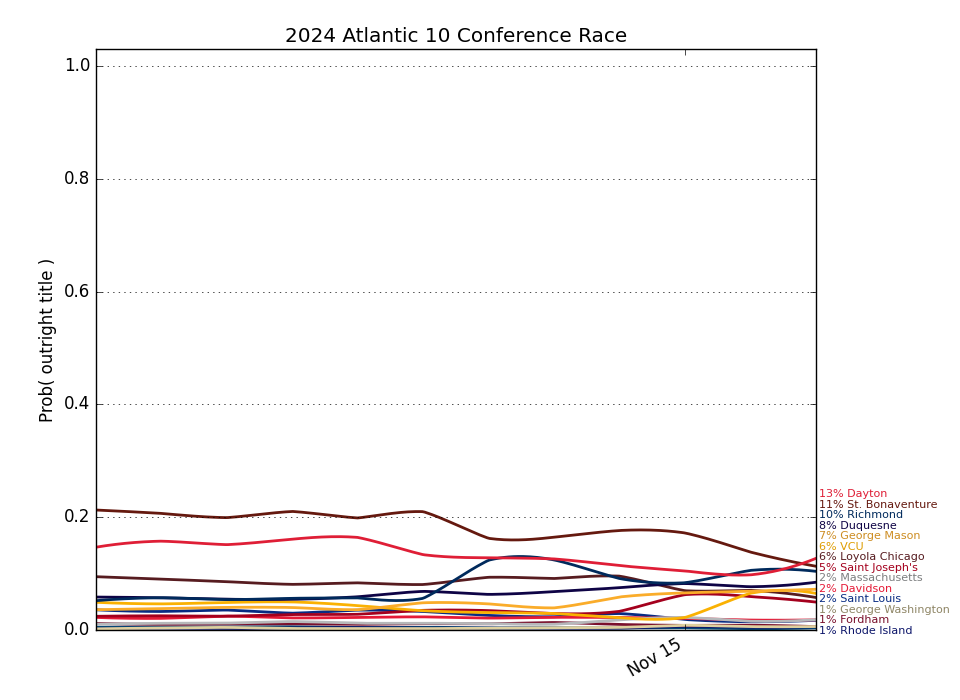 2024 Atlantic 10 Conference Race
Prob( outright title )
1.0
0.8
0.6
0.4
0.2
0.0
Nov 15
13% Dayton
11% St. Bonaventure
10% Richmond
8% Duquesne
7% George Mason
6% VCU
6% Loyola Chicago
5% Saint Joseph's
2% Massachusetts
2% Davidson
2% Saint Louis
1% George Washington
1% Fordham
1% Rhode Island